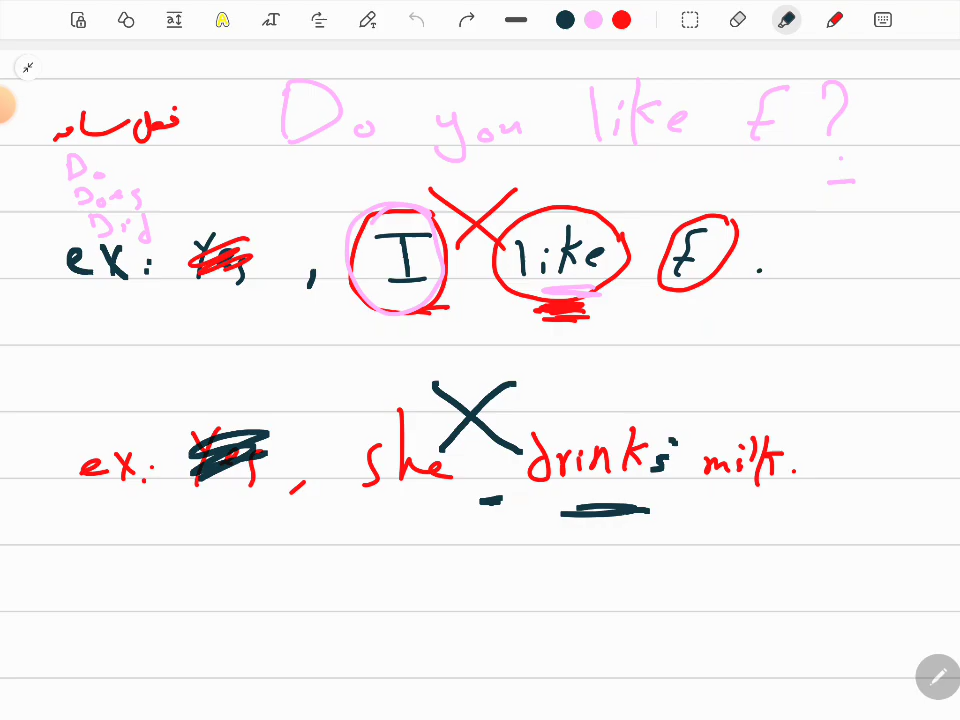 Do you like E?
فعل ساعد
Do
Does
Did
ex: Yes, I like E.
ex: Yes, she drinks milk.